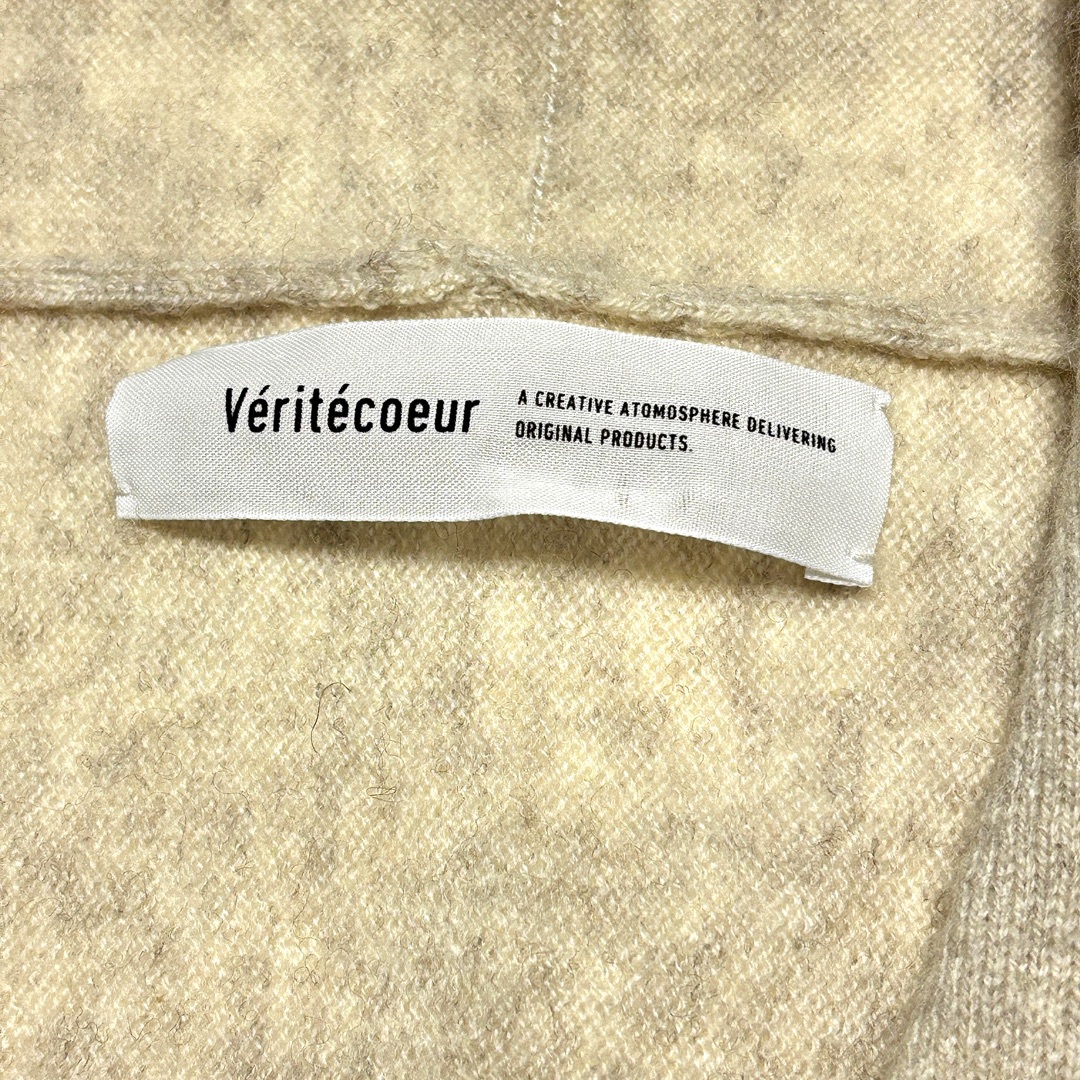 Véritécoeur
A CREATIVE ATOMOSPHERE DELIVERING
ORIGINAL PRODUCTS.